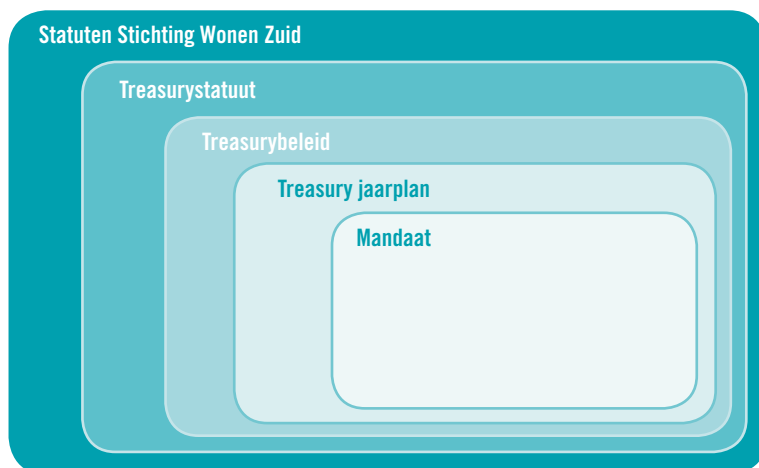 Statuten Stichting Wonen Zuid
Treasurystatuut
Treasurybeleid
Treasury jaarplan
Mandaat